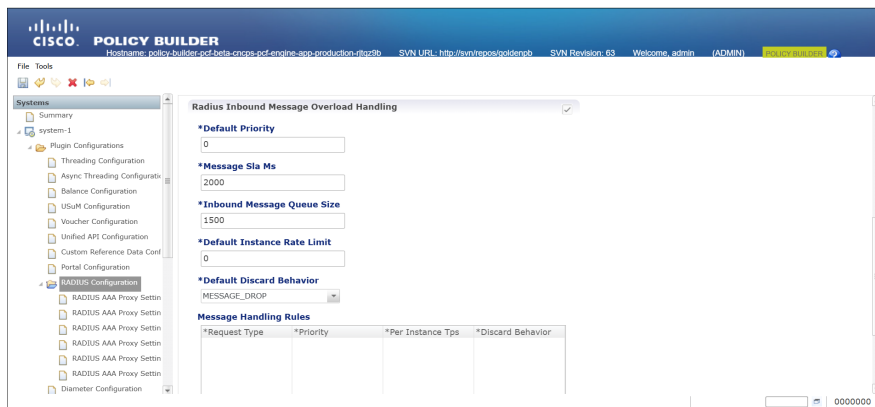 CISCO. POLICY BUILDER
Hostname: policy-builder-pcf-beta-cncps-pcf-engine-app-production-rjtqz9b SVN URL: http://svn/repos/goldenpb SVN Revision: 63 Welcome, admin (ADMIN) POLICY BUILDER
File Tools
Systems
Summary
system-1
Plugin Configurations
Threading Configuration
Async Threading Configuratic
Balance Configuration
USuM Configuration
Voucher Configuration
Unified API Configuration
Custom Reference Data Conf
Portal Configuration
RADIUS Configuration
RADIUS AAA Proxy Settin
RADIUS AAA Proxy Settin
RADIUS AAA Proxy Settin
RADIUS AAA Proxy Settin
RADIUS AAA Proxy Settin
RADIUS AAA Proxy Settin
Diameter Configuration
Radius Inbound Message Overload Handling
*Default Priority
0
*Message Sla Ms
2000
*Inbound Message Queue Size
1500
*Default Instance Rate Limit
0
*Default Discard Behavior
MESSAGE_DROP
Message Handling Rules
*Request Type *Priority *Per Instance Tps *Discard Behavior
0000000